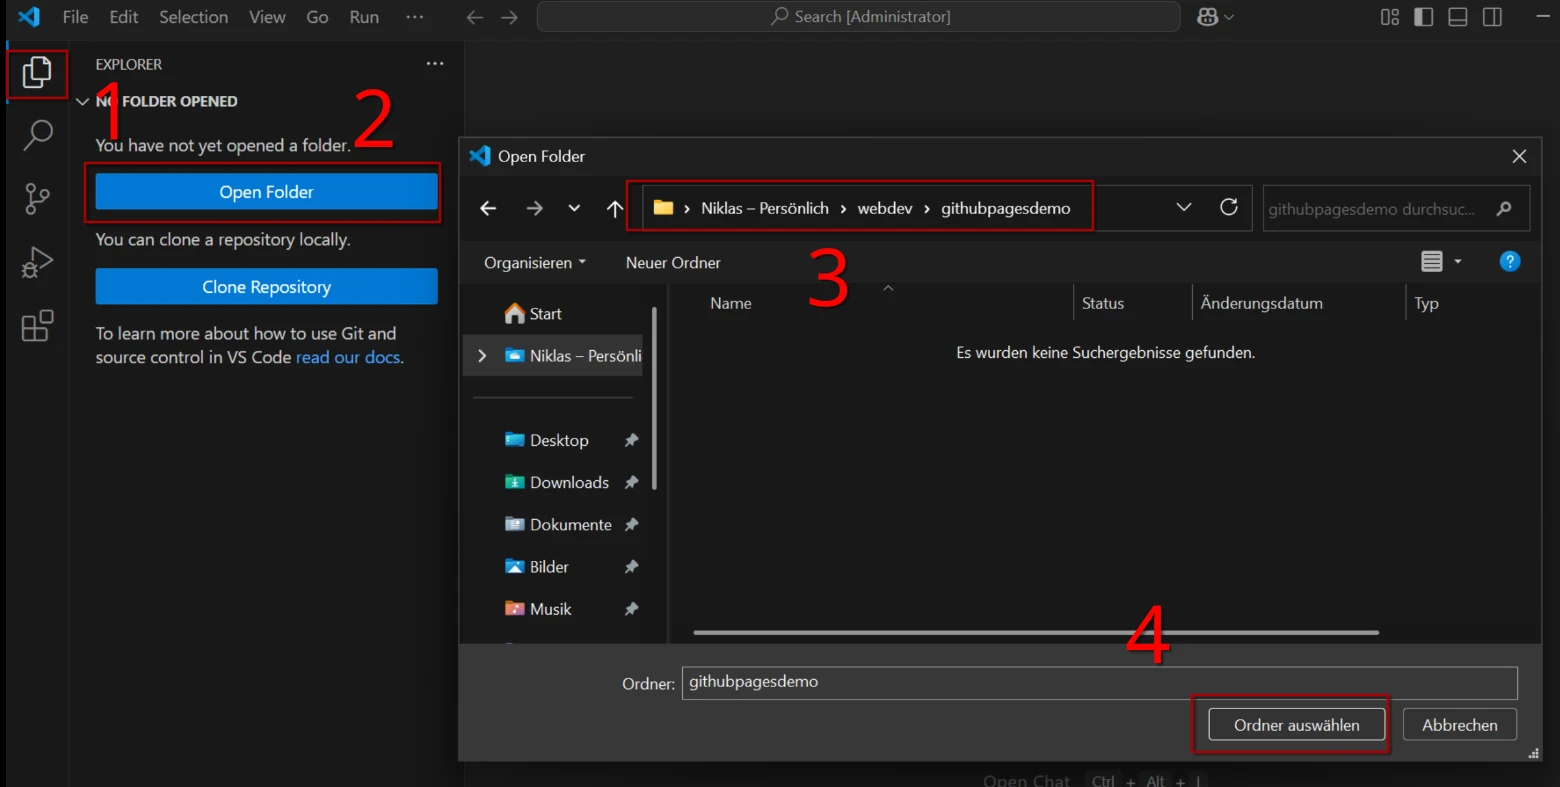 File Edit Selection View Go Run ··· Search [Administrator]
EXPLORER ···
1
NO FOLDER OPENED
2
You have not yet opened a folder.
Open Folder
You can clone a repository locally.
Clone Repository
To learn more about how to use Git and
source control in VS Code read our docs.
Open Folder
Niklas – Persönlich › webdev › githubpagesdemo
githubpagesdemo durchsuc...
3
Organisieren Neuer Ordner ?
Name Status Änderungsdatum Typ
Es wurden keine Suchergebnisse gefunden.
Start
Niklas – Persönli
Desktop
Downloads
Dokumente
Bilder
Musik
4
Ordner: githubpagesdemo
Ordner auswählen Abbrechen
Open Chat Ctrl + Alt + I